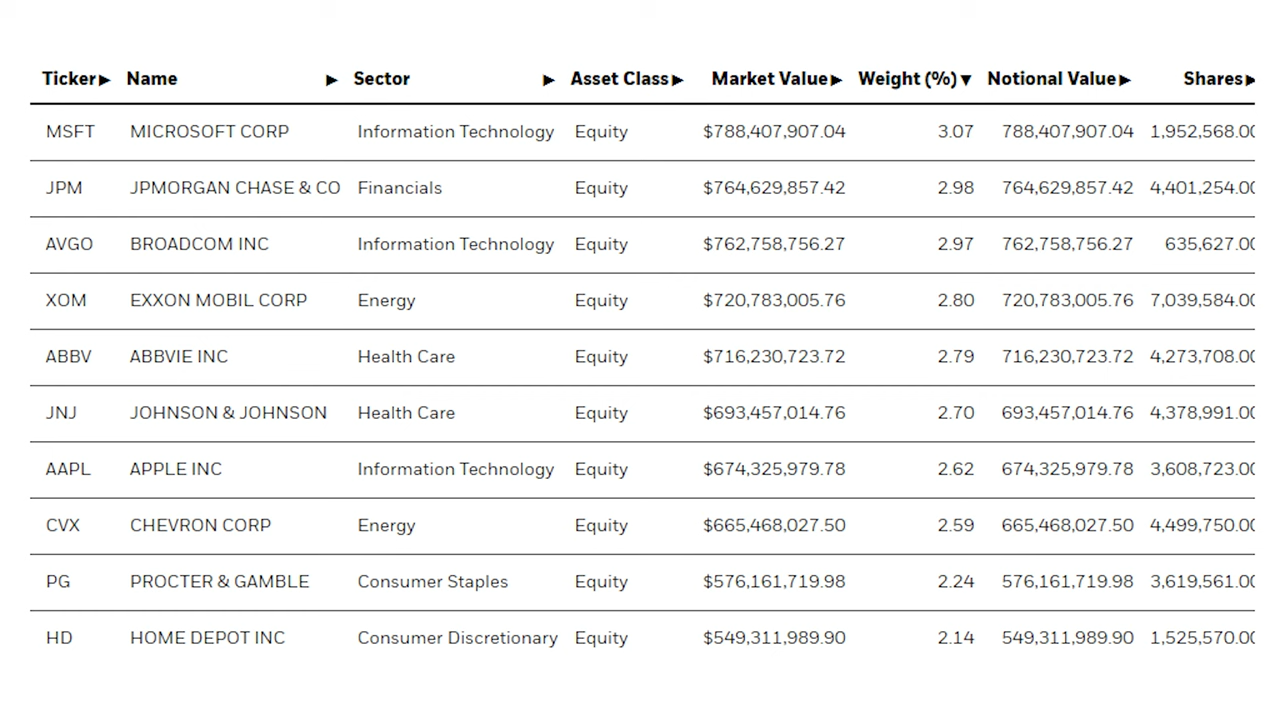 Ticker▶ Name ▶ Sector ▶ Asset Class▶ Market Value▶ Weight (%)▼ Notional Value▶ Shares▶
MSFT MICROSOFT CORP Information Technology Equity $788,407,907.04 3.07 788,407,907.04 1,952,568.00
JPM JPMORGAN CHASE & CO Financials Equity $764,629,857.42 2.98 764,629,857.42 4,401,254.00
AVGO BROADCOM INC Information Technology Equity $762,758,756.27 2.97 762,758,756.27 635,627.00
XOM EXXON MOBIL CORP Energy Equity $720,783,005.76 2.80 720,783,005.76 7,039,584.00
ABBV ABBVIE INC Health Care Equity $716,230,723.72 2.79 716,230,723.72 4,273,708.00
JNJ JOHNSON & JOHNSON Health Care Equity $693,457,014.76 2.70 693,457,014.76 4,378,991.00
AAPL APPLE INC Information Technology Equity $674,325,979.78 2.62 674,325,979.78 3,608,723.00
CVX CHEVRON CORP Energy Equity $665,468,027.50 2.59 665,468,027.50 4,499,750.00
PG PROCTER & GAMBLE Consumer Staples Equity $576,161,719.98 2.24 576,161,719.98 3,619,561.00
HD HOME DEPOT INC Consumer Discretionary Equity $549,311,989.90 2.14 549,311,989.90 1,525,570.00